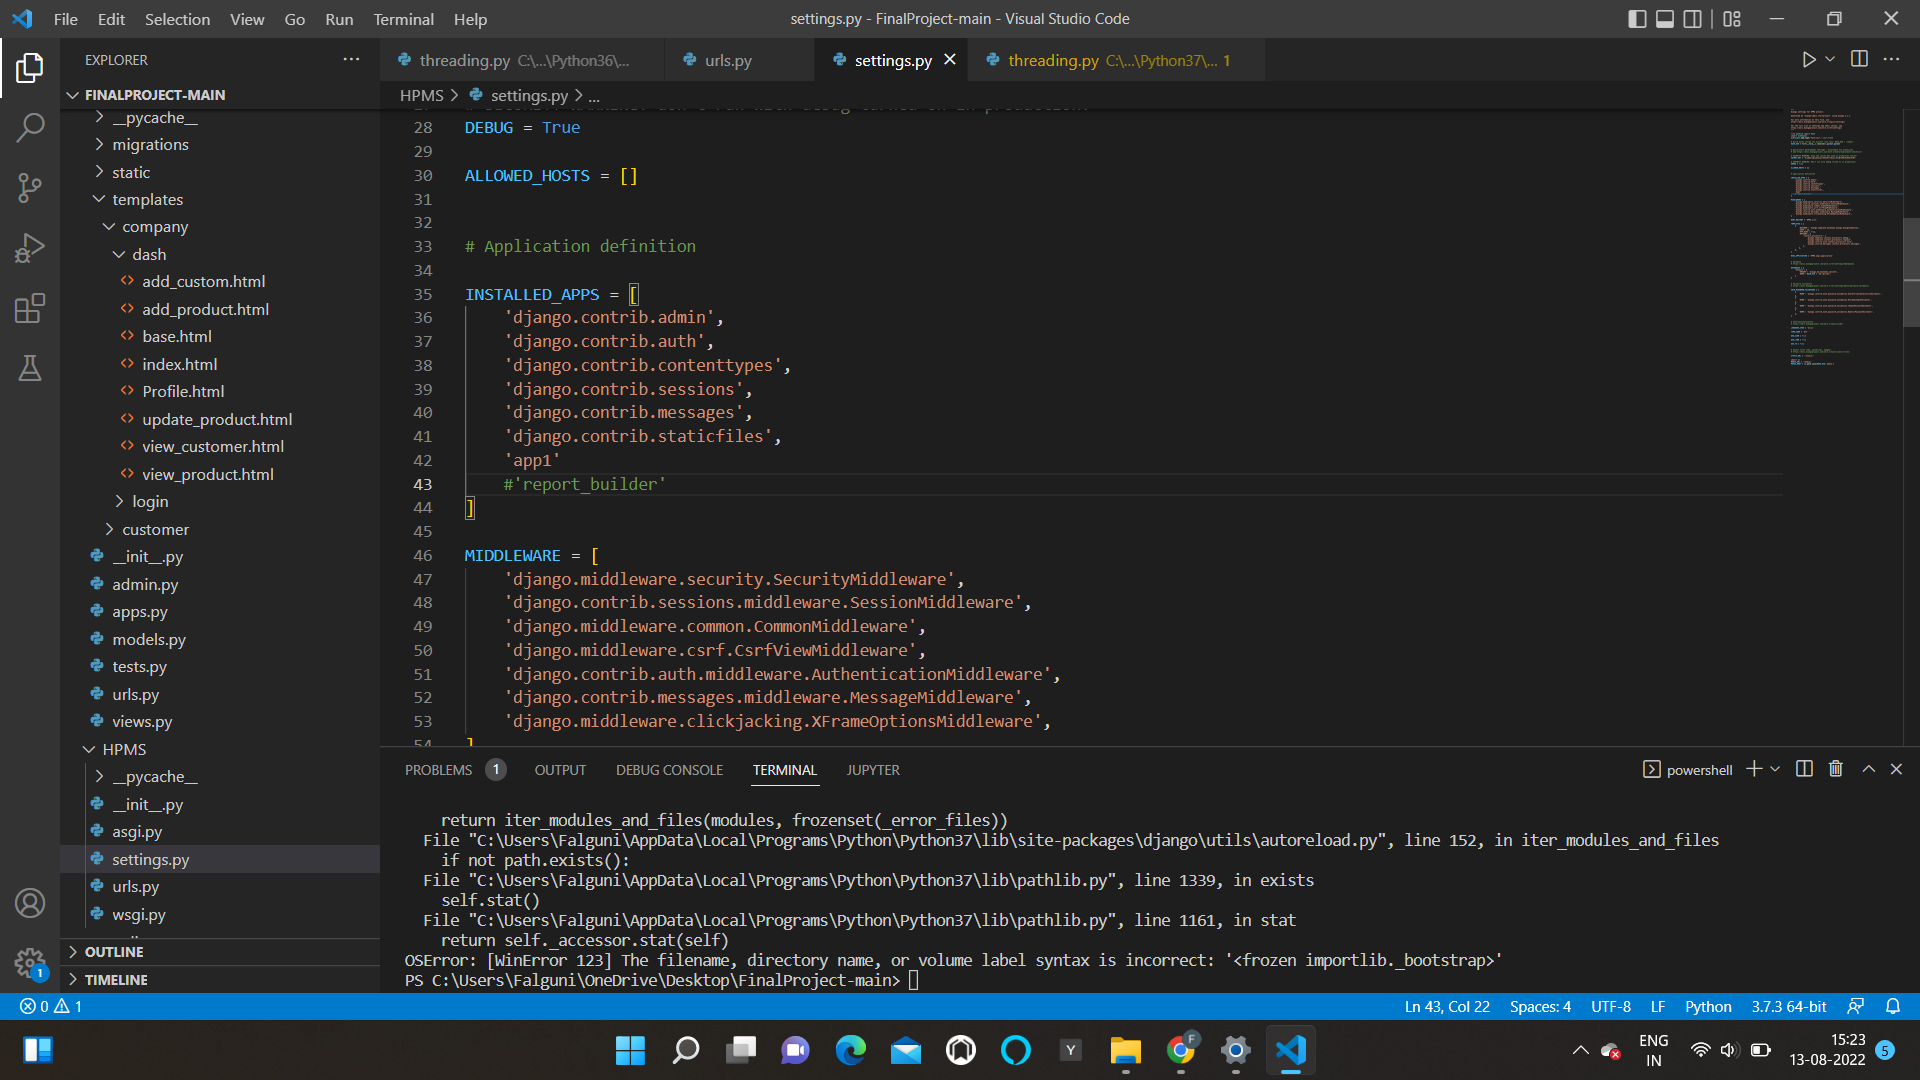 File Edit Selection View Go Run Terminal Help
settings.py - FinalProject-main - Visual Studio Code
EXPLORER
FINALPROJECT-MAIN
__pycache__
migrations
static
templates
company
dash
add_custom.html
add_product.html
base.html
index.html
Profile.html
update_product.html
view_customer.html
view_product.html
login
customer
__init__.py
admin.py
apps.py
models.py
tests.py
urls.py
views.py
HPMS
__pycache__
__init__.py
asgi.py
settings.py
urls.py
wsgi.py
OUTLINE
TIMELINE
threading.py C:\...\Python36\...
urls.py
settings.py
threading.py C:\...\Python37\... 1
HPMS > settings.py > ...
28 DEBUG = True
29
30 ALLOWED_HOSTS = []
31
32
33 # Application definition
34
35 INSTALLED_APPS = [
36 'django.contrib.admin',
37 'django.contrib.auth',
38 'django.contrib.contenttypes',
39 'django.contrib.sessions',
40 'django.contrib.messages',
41 'django.contrib.staticfiles',
42 'app1'
43 #'report_builder'
44 ]
45
46 MIDDLEWARE = [
47 'django.middleware.security.SecurityMiddleware',
48 'django.contrib.sessions.middleware.SessionMiddleware',
49 'django.middleware.common.CommonMiddleware',
50 'django.middleware.csrf.CsrfViewMiddleware',
51 'django.contrib.auth.middleware.AuthenticationMiddleware',
52 'django.contrib.messages.middleware.MessageMiddleware',
53 'django.middleware.clickjacking.XFrameOptionsMiddleware',
54 ]
PROBLEMS 1 OUTPUT DEBUG CONSOLE TERMINAL JUPYTER
powershell
return iter_modules_and_files(modules, frozenset(_error_files))
File "C:\Users\Falguni\AppData\Local\Programs\Python\Python37\lib\site-packages\django\utils\autoreload.py", line 152, in iter_modules_and_files
if not path.exists():
File "C:\Users\Falguni\AppData\Local\Programs\Python\Python37\lib\pathlib.py", line 1339, in exists
self.stat()
File "C:\Users\Falguni\AppData\Local\Programs\Python\Python37\lib\pathlib.py", line 1161, in stat
return self._accessor.stat(self)
OSError: [WinError 123] The filename, directory name, or volume label syntax is incorrect: '<frozen importlib._bootstrap>'
PS C:\Users\Falguni\OneDrive\Desktop\FinalProject-main>
1
0 1
Ln 43, Col 22 Spaces: 4 UTF-8 LF Python 3.7.3 64-bit
Y
F
ENG
IN
15:23
13-08-2022
5